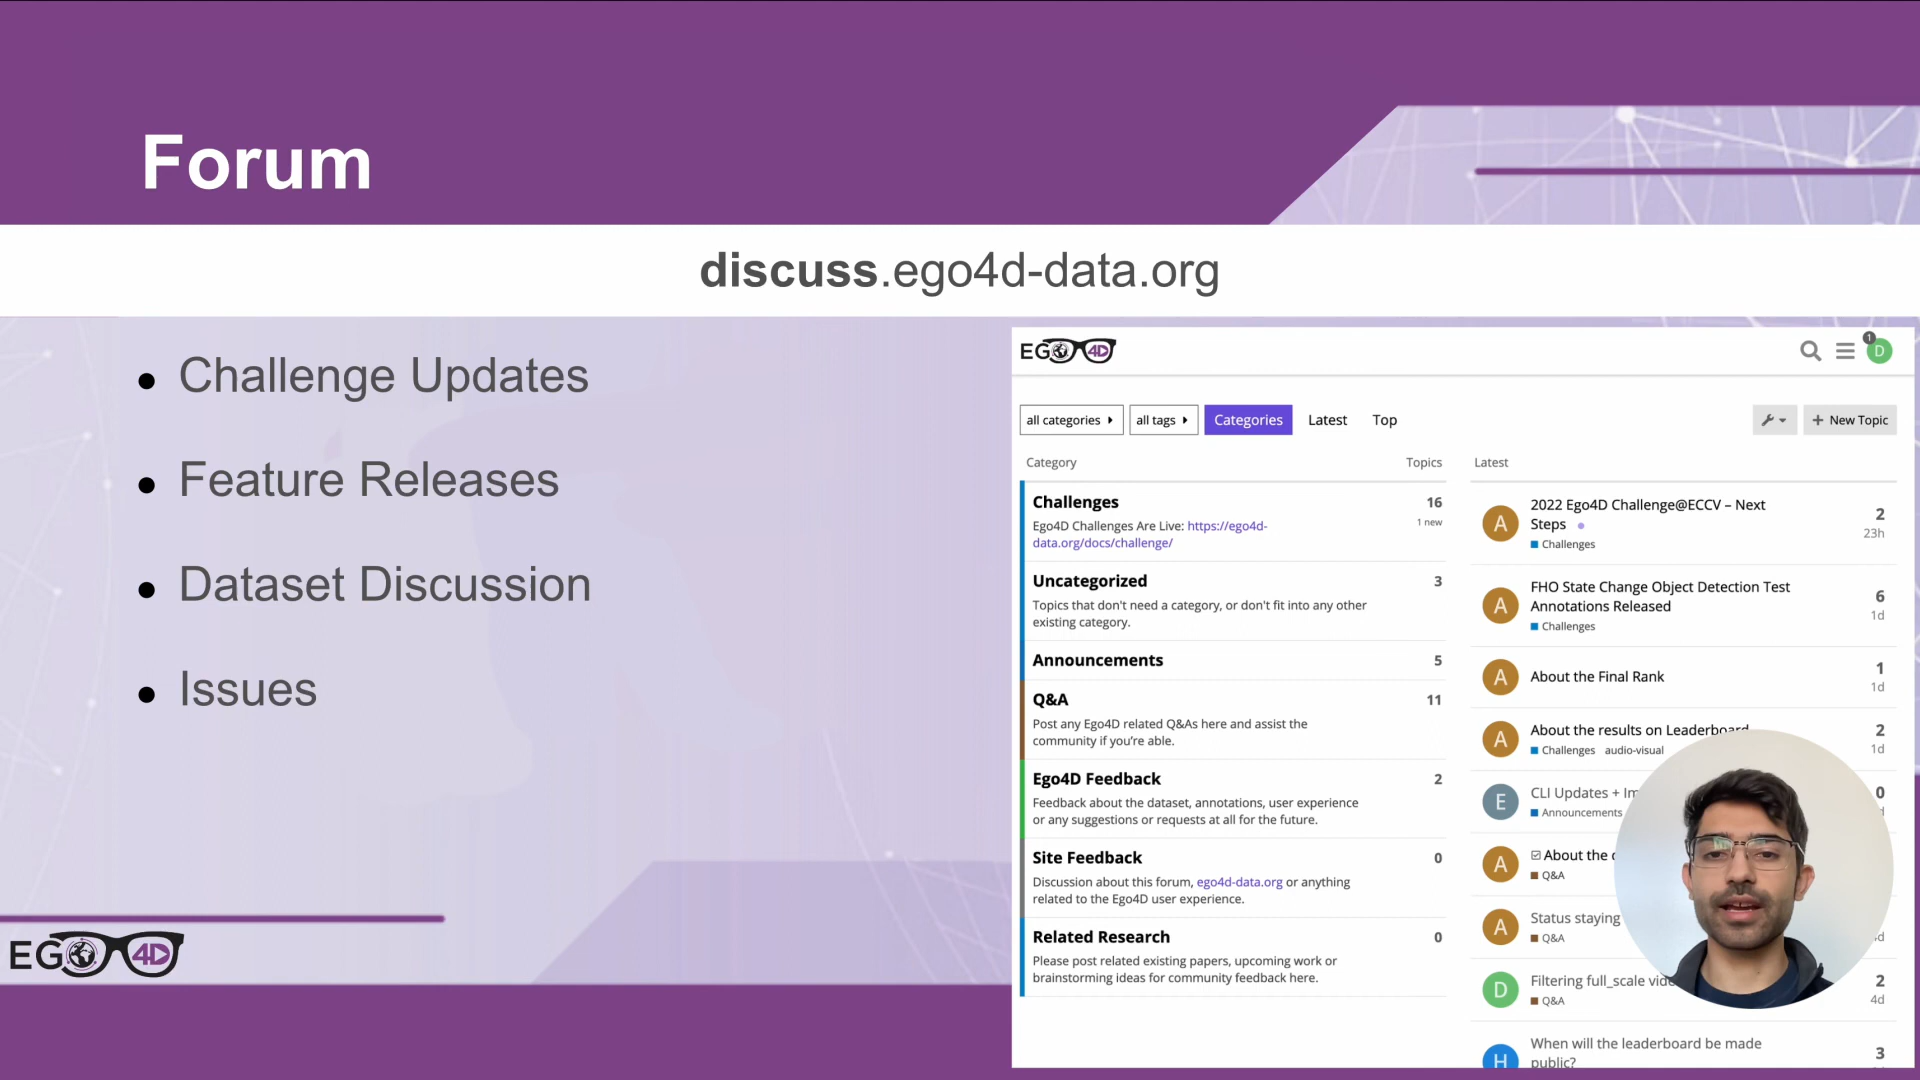 Forum
discuss.ego4d-data.org
Challenge Updates
Feature Releases
Dataset Discussion
Issues
EGO4D
EGO4D
1
D
all categories
all tags
Categories
Latest
Top
+ New Topic
Category
Topics
Challenges
16
Ego4D Challenges Are Live: https://ego4d-
1 new
data.org/docs/challenge/
Uncategorized
3
Topics that don't need a category, or don't fit into any other
existing category.
Announcements
5
Q&A
11
Post any Ego4D related Q&As here and assist the
community if you're able.
Ego4D Feedback
2
Feedback about the dataset, annotations, user experience
or any suggestions or requests at all for the future.
Site Feedback
0
Discussion about this forum, ego4d-data.org or anything
related to the Ego4D user experience.
Related Research
0
Please post related existing papers, upcoming work or
brainstorming ideas for community feedback here.
Latest
A
2022 Ego4D Challenge@ECCV – Next
Steps
2
23h
Challenges
A
FHO State Change Object Detection Test
Annotations Released
6
1d
Challenges
A
About the Final Rank
1
1d
A
About the results on Leaderboard
2
1d
Challenges audio-visual
E
CLI Updates +
0
Announcements
A
About the
Q&A
A
Status staying
Q&A
D
Filtering full_scale
2
4d
Q&A
H
When will the leaderboard be made
public?
3